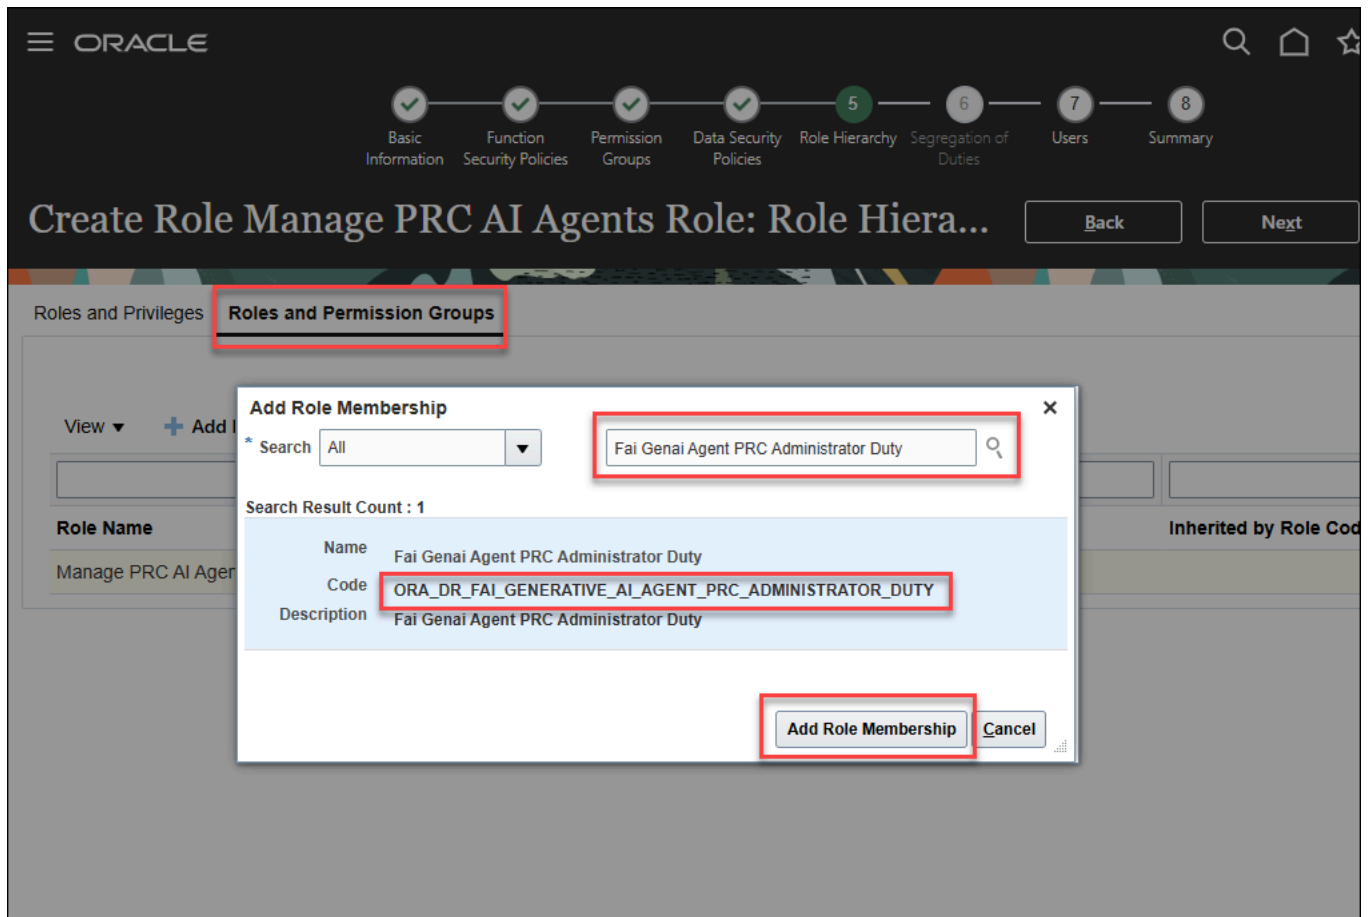 ORACLE
5
6
7
8
Basic Information
Function Security Policies
Permission Groups
Data Security Policies
Role Hierarchy
Segregation of Duties
Users
Summary
Create Role Manage PRC AI Agents Role: Role Hiera...
Back
Next
Roles and Privileges
Roles and Permission Groups
View
Add
Add Role Membership
* Search
All
Fai Genai Agent PRC Administrator Duty
Search Result Count : 1
Role Name
Inherited by Role Cod
Manage PRC AI Ager
Name
Fai Genai Agent PRC Administrator Duty
Code
ORA_DR_FAI_GENERATIVE_AI_AGENT_PRC_ADMINISTRATOR_DUTY
Description
Fai Genai Agent PRC Administrator Duty
Add Role Membership
Cancel